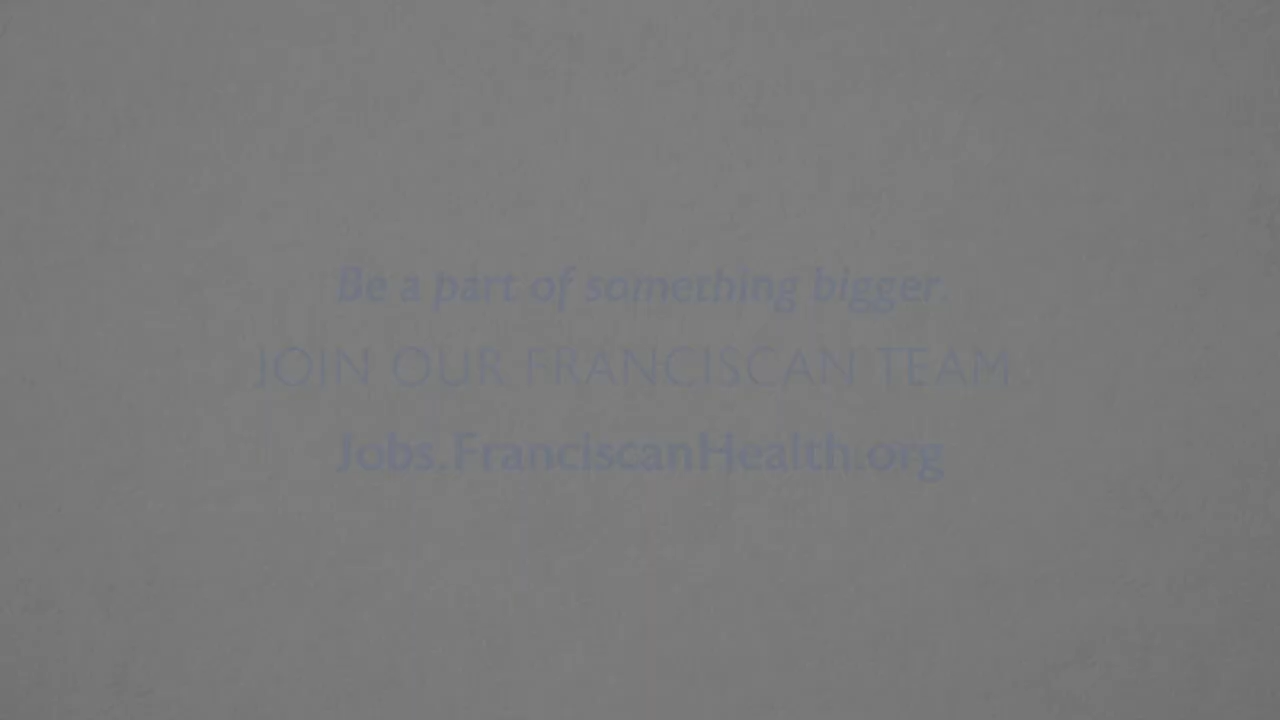 Be a part of something bigger.
JOIN OUR FRANCISCAN TEAM
Jobs.FranciscanHealth.org